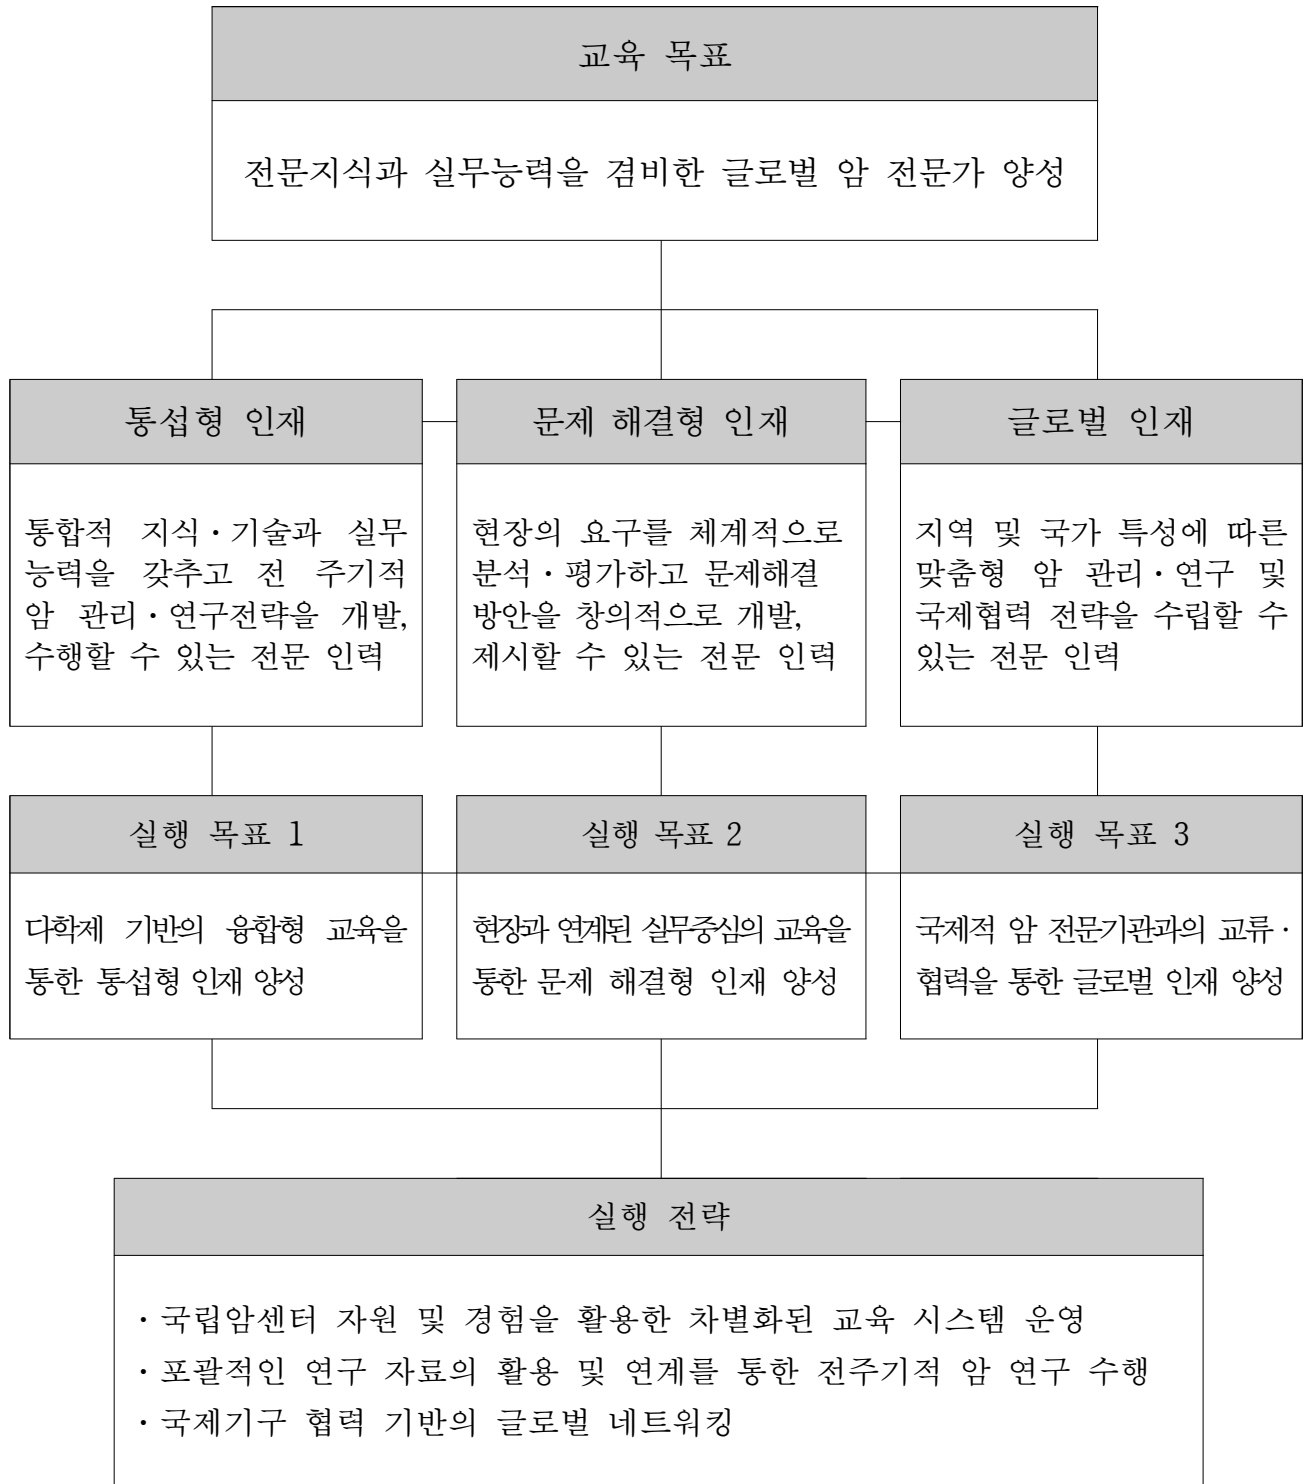 교육 목표
전문지식과 실무능력을 겸비한 글로벌 암 전문가 양성
통섭형 인재
통합적 지식·기술과 실무
능력을 갖추고 전 주기적
암 관리·연구전략을 개발,
수행할 수 있는 전문 인력
문제 해결형 인재
현장의 요구를 체계적으로
분석·평가하고 문제해결
방안을 창의적으로 개발,
제시할 수 있는 전문 인력
글로벌 인재
지역 및 국가 특성에 따른
맞춤형 암 관리·연구 및
국제협력 전략을 수립할 수
있는 전문 인력
실행 목표 1
다학제 기반의 융합형 교육을
통한 통섭형 인재 양성
실행 목표 2
현장과 연계된 실무중심의 교육을
통한 문제 해결형 인재 양성
실행 목표 3
국제적 암 전문기관과의 교류·
협력을 통한 글로벌 인재 양성
실행 전략
·국립암센터 자원 및 경험을 활용한 차별화된 교육 시스템 운영
·포괄적인 연구 자료의 활용 및 연계를 통한 전주기적 암 연구 수행
·국제기구 협력 기반의 글로벌 네트워킹